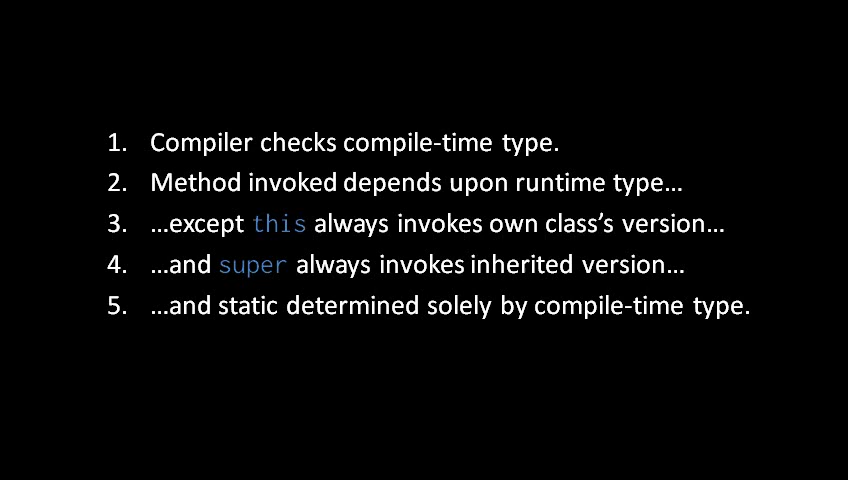 1. Compiler checks compile-time type.
2. Method invoked depends upon runtime type…
3. …except this always invokes own class’s version…
4. …and super always invokes inherited version…
5. …and static determined solely by compile-time type.